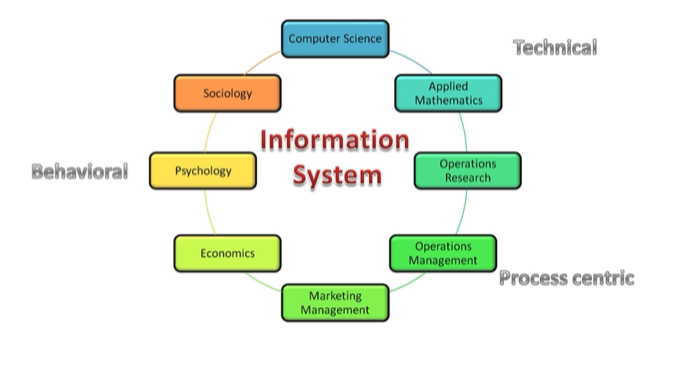 Computer Science
Technical
Sociology
Applied
Mathematics
Information
System
Behavioral
Psychology
Operations
Research
Economics
Operations
Management
Process centric
Marketing
Management